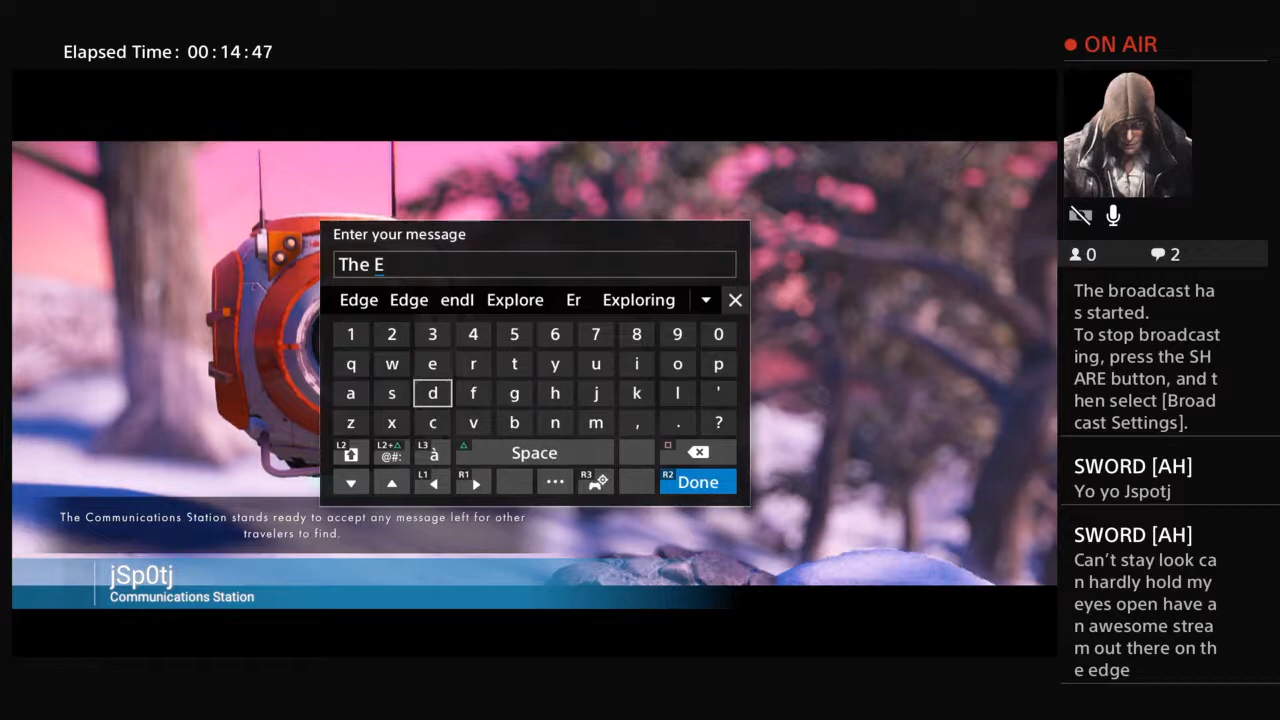 Elapsed Time: 00:14:47
ON AIR
Enter your message
The E
Edge Edge endl Explore Er Exploring
1 2 3 4 5 6 7 8 9 0
q w e r t y u i o p
a s d f g h j k l '
z x c v b n m , . ?
L2 L2+△ @#: L3 à △ Space □
L1 R1 ... R3 R2 Done
The Communications Station stands ready to accept any message left for other
travelers to find.
jSp0tj
Communications Station
0 2
The broadcast ha
s started.
To stop broadcast
ing, press the SH
ARE button, and t
hen select [Broad
cast Settings].
SWORD [AH]
Yo yo Jspotj
SWORD [AH]
Can't stay look ca
n hardly hold my
eyes open have a
n awesome strea
m out there on th
e edge